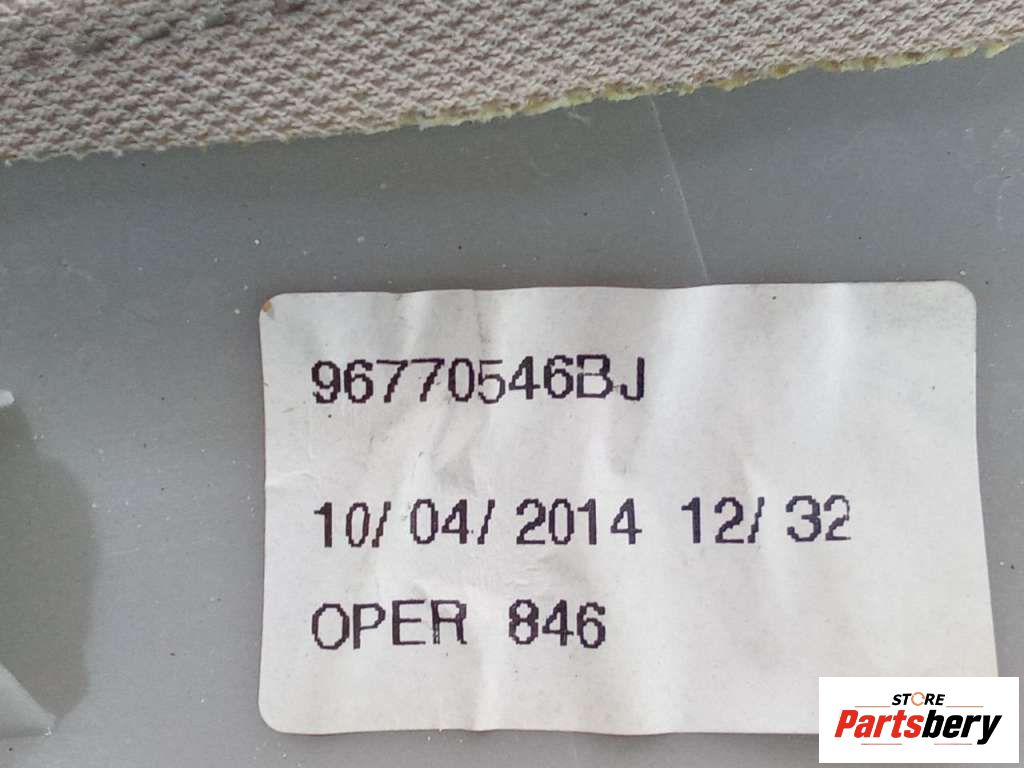 96770546BJ
10/ 04/ 2014 12/ 32
OPER 846
STORE
Partsbery